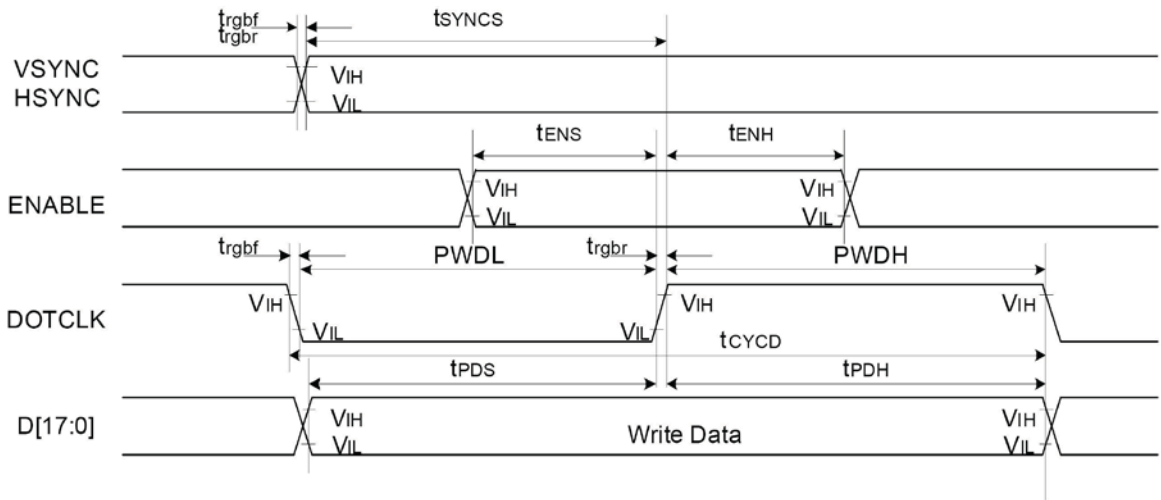 trgbf
trgbr
tSYNCS
VSYNC
HSYNC
VIH
VIL
tENS
tENH
ENABLE
VIH
VIL
VIH
VIL
trgbf
PWDL
trgbr
PWDH
DOTCLK
VIH
VIL
VIL
VIH
VIH
tCYCD
tPDS
tPDH
D[17:0]
VIH
VIL
Write Data
VIH
VIL